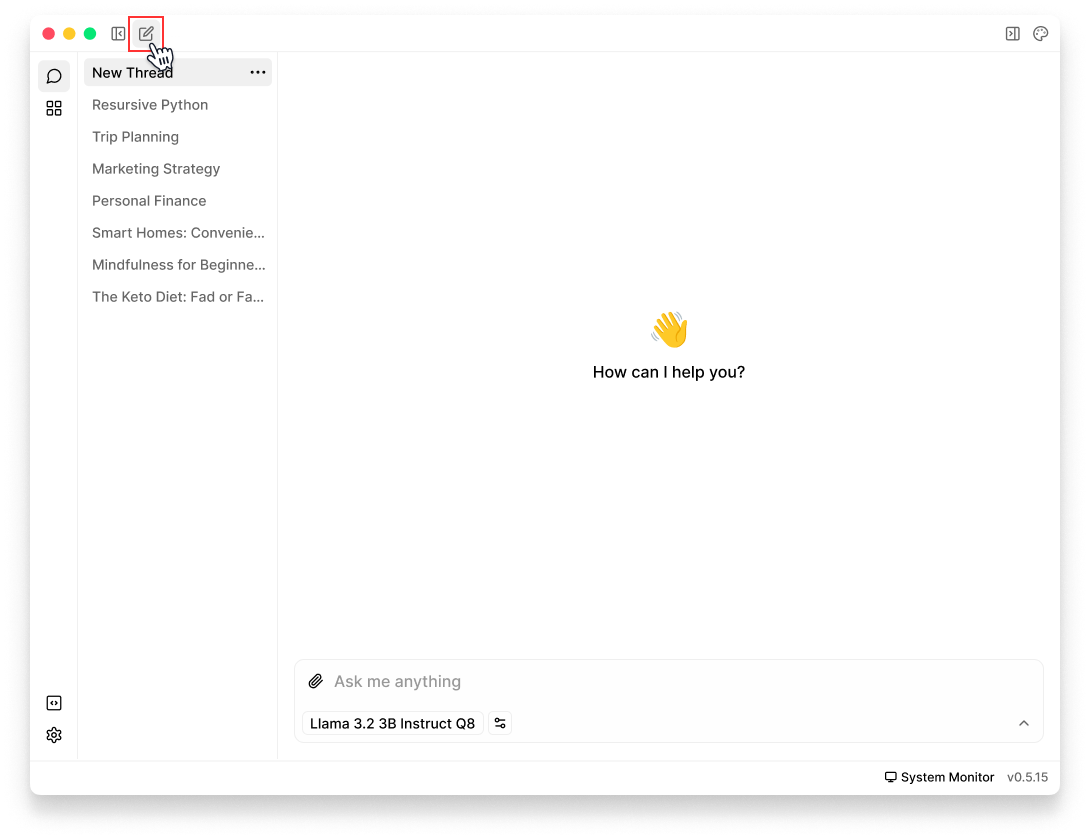 New Thread
Resursive Python
Trip Planning
Marketing Strategy
Personal Finance
Smart Homes: Convenie...
Mindfulness for Beginne...
The Keto Diet: Fad or Fa...
How can I help you?
Ask me anything
Llama 3.2 3B Instruct Q8
System Monitor v0.5.15